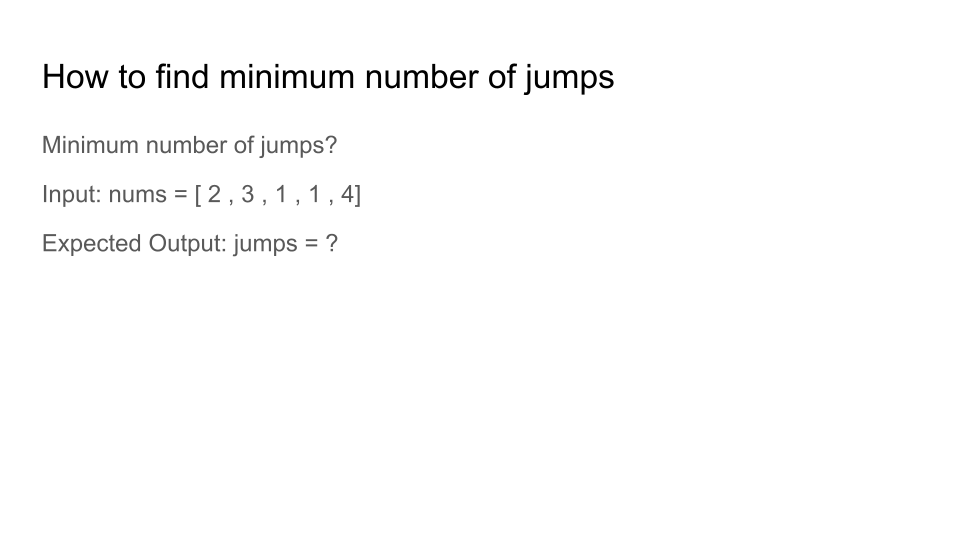 How to find minimum number of jumps
Minimum number of jumps?
Input: nums = [ 2 , 3 , 1 , 1 , 4]
Expected Output: jumps = ?